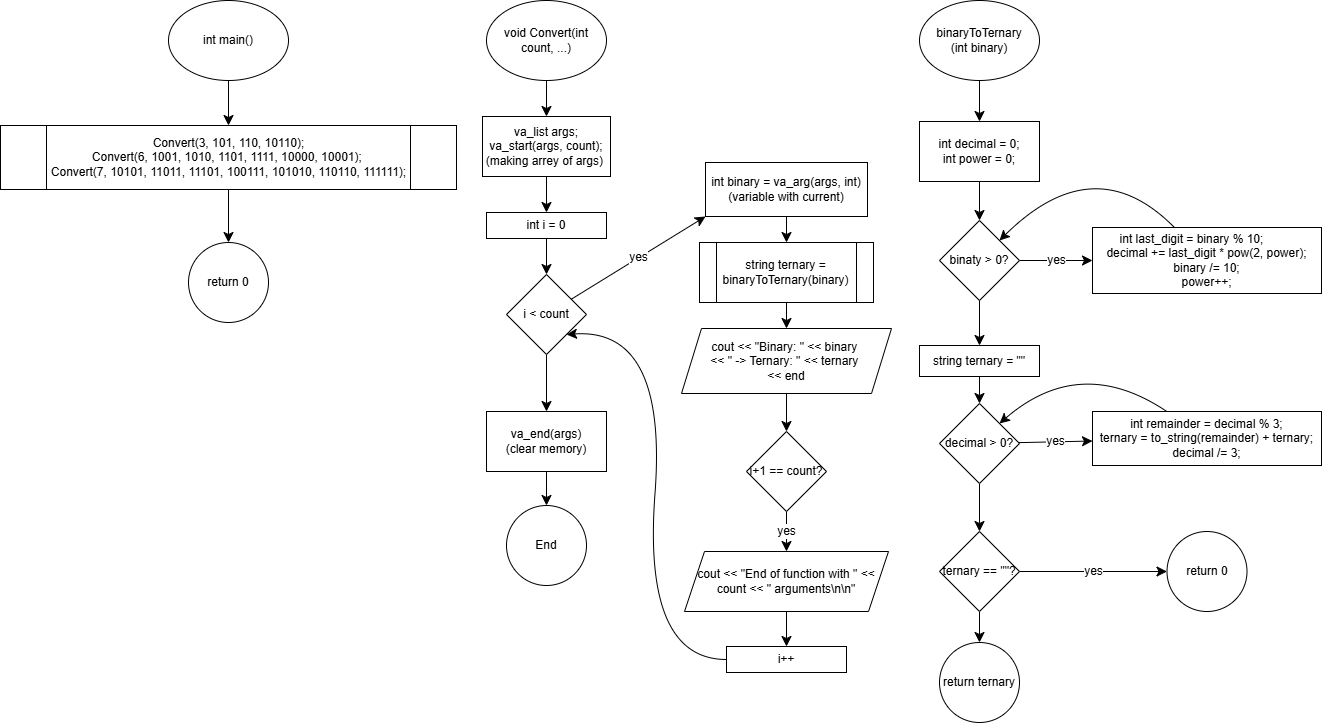 int main()
Convert(3, 101, 110, 10110);
Convert(6, 1001, 1010, 1101, 1111, 10000, 10001);
Convert(7, 10101, 11011, 11101, 100111, 101010, 110110, 111111);
return 0
void Convert(int
count, ...)
va_list args;
va_start(args, count);
(making arrey of args)
int i = 0
i < count
yes
va_end(args)
(clear memory)
End
int binary = va_arg(args, int)
(variable with current)
string ternary =
binaryToTernary(binary)
cout << "Binary: " << binary
<< " -> Ternary: " << ternary
<< end
i+1 == count?
yes
cout << "End of function with " <<
count << " arguments\n\n"
i++
binaryToTernary
(int binary)
int decimal = 0;
int power = 0;
binaty > 0?
yes
int last_digit = binary % 10;
decimal += last_digit * pow(2, power);
binary /= 10;
power++;
string ternary = ""
decimal > 0?
yes
int remainder = decimal % 3;
ternary = to_string(remainder) + ternary;
decimal /= 3;
ternary == ""?
yes
return 0
return ternary